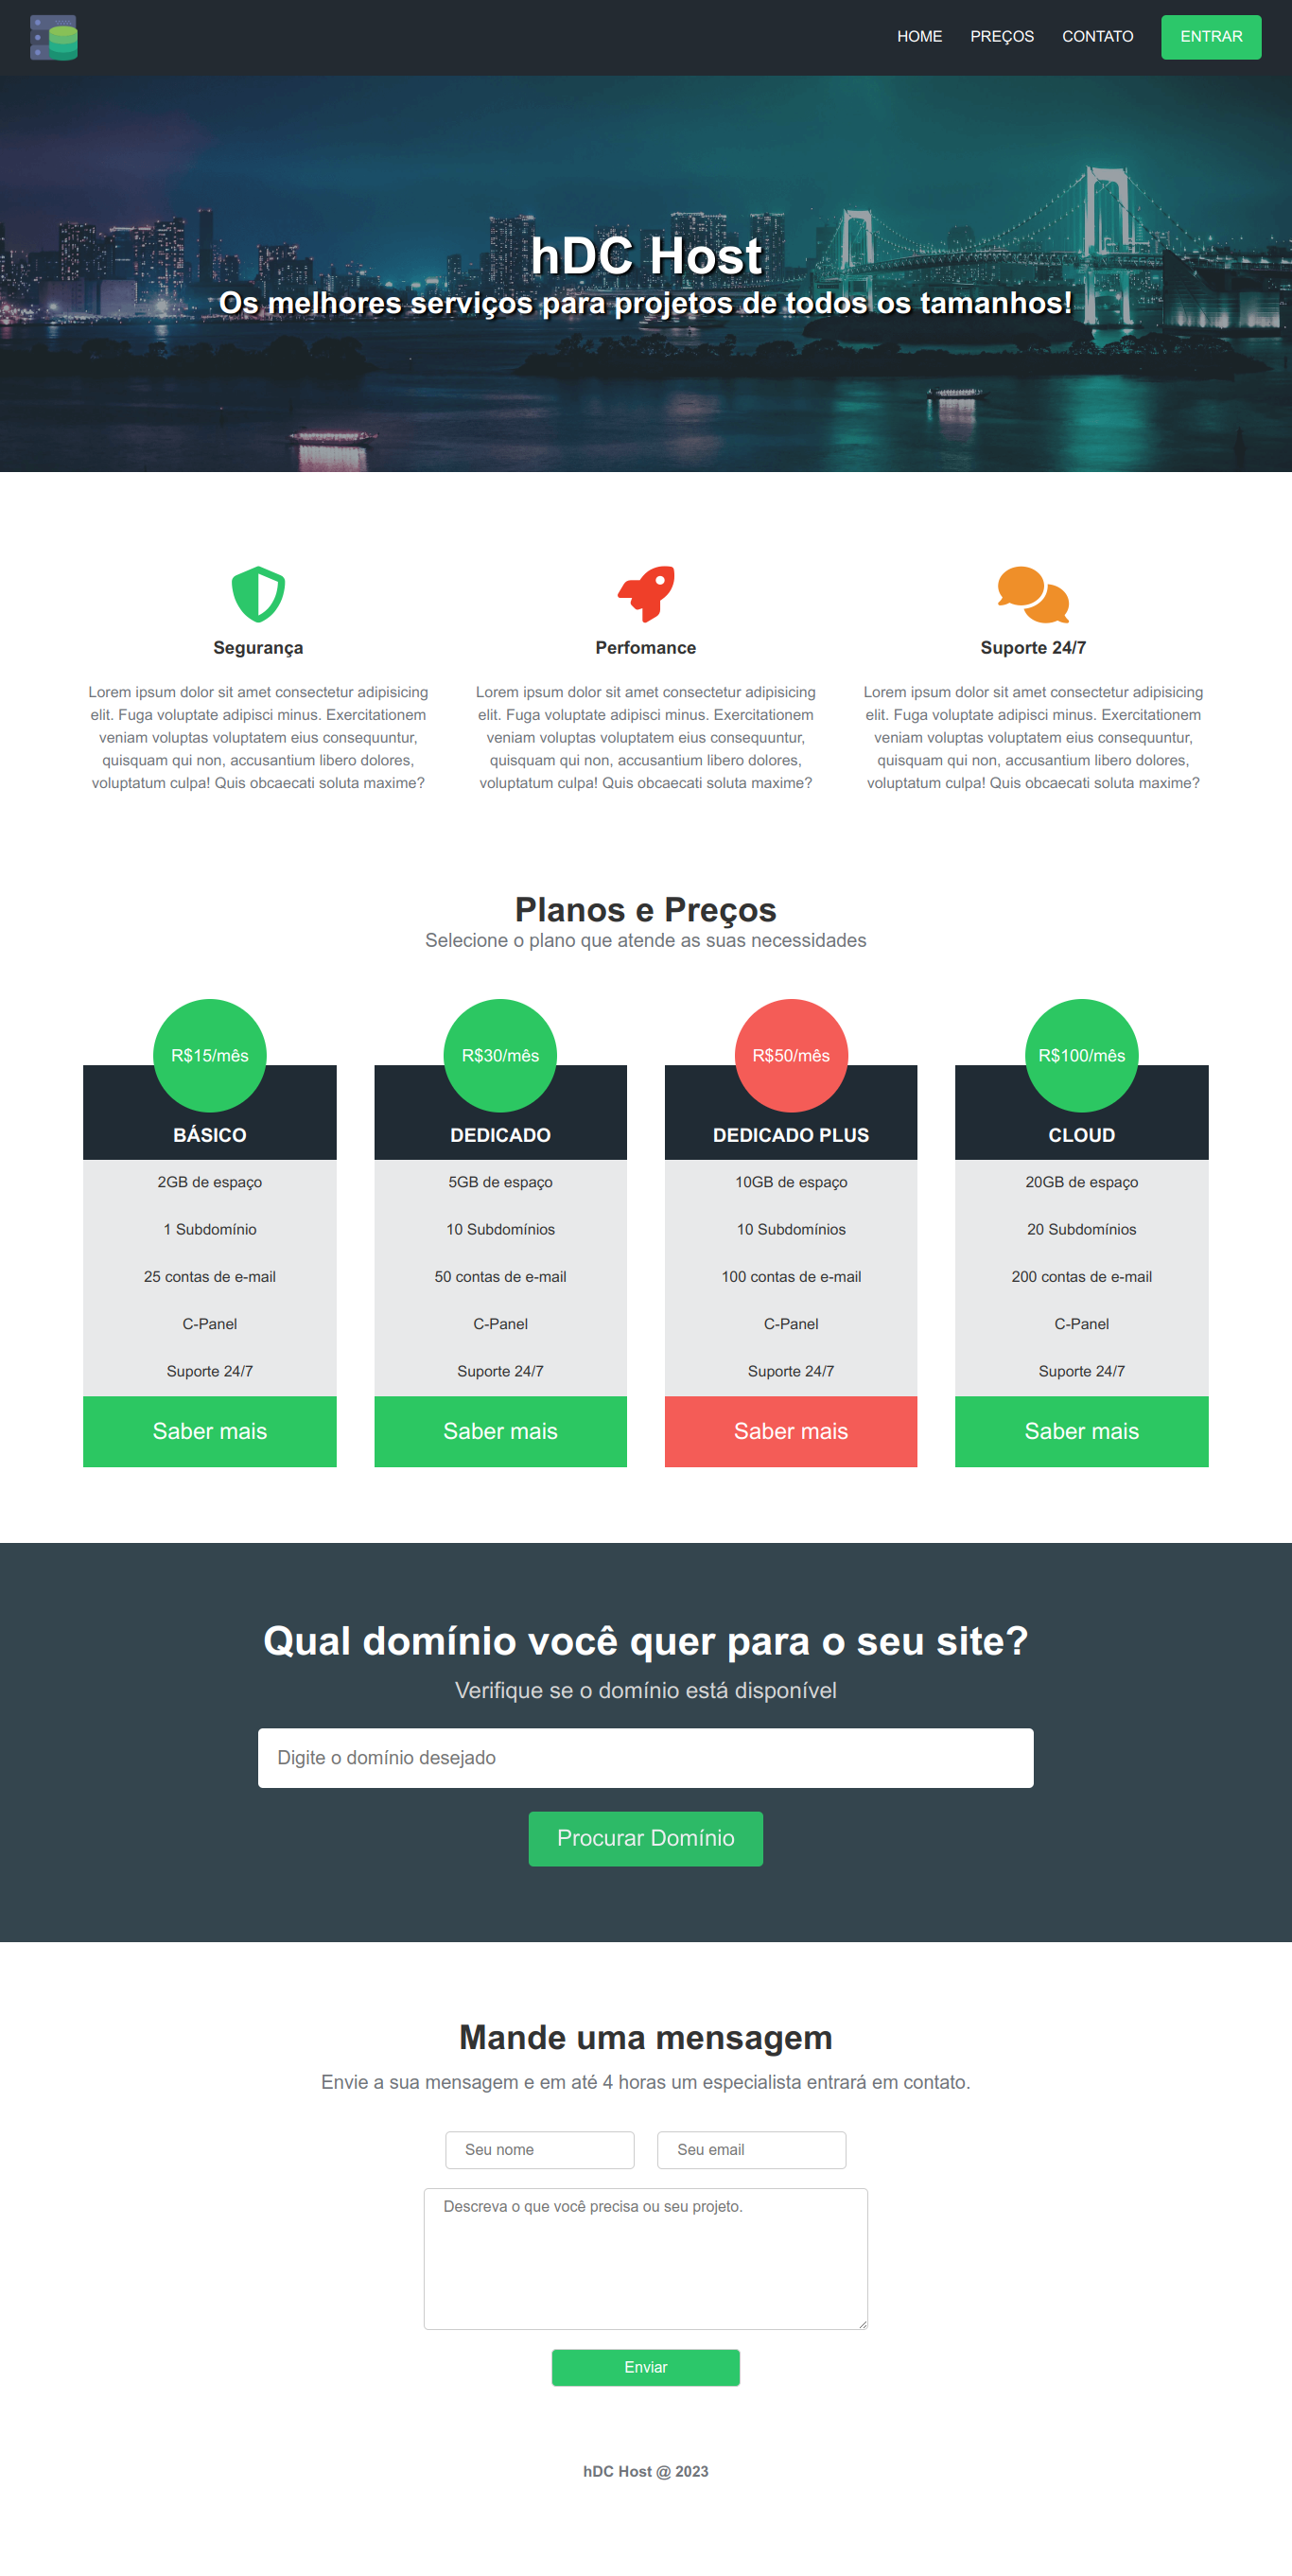 HOME PREÇOS CONTATO ENTRAR
hDC Host
Os melhores serviços para projetos de todos os tamanhos!
Segurança
Lorem ipsum dolor sit amet consectetur adipisicing
elit. Fuga voluptate adipisci minus. Exercitationem
veniam voluptas voluptatem eius consequuntur,
quisquam qui non, accusantium libero dolores,
voluptatum culpa! Quis obcaecati soluta maxime?
Perfomance
Lorem ipsum dolor sit amet consectetur adipisicing
elit. Fuga voluptate adipisci minus. Exercitationem
veniam voluptas voluptatem eius consequuntur,
quisquam qui non, accusantium libero dolores,
voluptatum culpa! Quis obcaecati soluta maxime?
Suporte 24/7
Lorem ipsum dolor sit amet consectetur adipisicing
elit. Fuga voluptate adipisci minus. Exercitationem
veniam voluptas voluptatem eius consequuntur,
quisquam qui non, accusantium libero dolores,
voluptatum culpa! Quis obcaecati soluta maxime?
Planos e Preços
Selecione o plano que atende as suas necessidades
R$15/mês
BÁSICO
2GB de espaço
1 Subdomínio
25 contas de e-mail
C-Panel
Suporte 24/7
Saber mais
R$30/mês
DEDICADO
5GB de espaço
10 Subdomínios
50 contas de e-mail
C-Panel
Suporte 24/7
Saber mais
R$50/mês
DEDICADO PLUS
10GB de espaço
10 Subdomínios
100 contas de e-mail
C-Panel
Suporte 24/7
Saber mais
R$100/mês
CLOUD
20GB de espaço
20 Subdomínios
200 contas de e-mail
C-Panel
Suporte 24/7
Saber mais
Qual domínio você quer para o seu site?
Verifique se o domínio está disponível
Digite o domínio desejado
Procurar Domínio
Mande uma mensagem
Envie a sua mensagem e em até 4 horas um especialista entrará em contato.
Seu nome
Seu email
Descreva o que você precisa ou seu projeto.
Enviar
hDC Host @ 2023